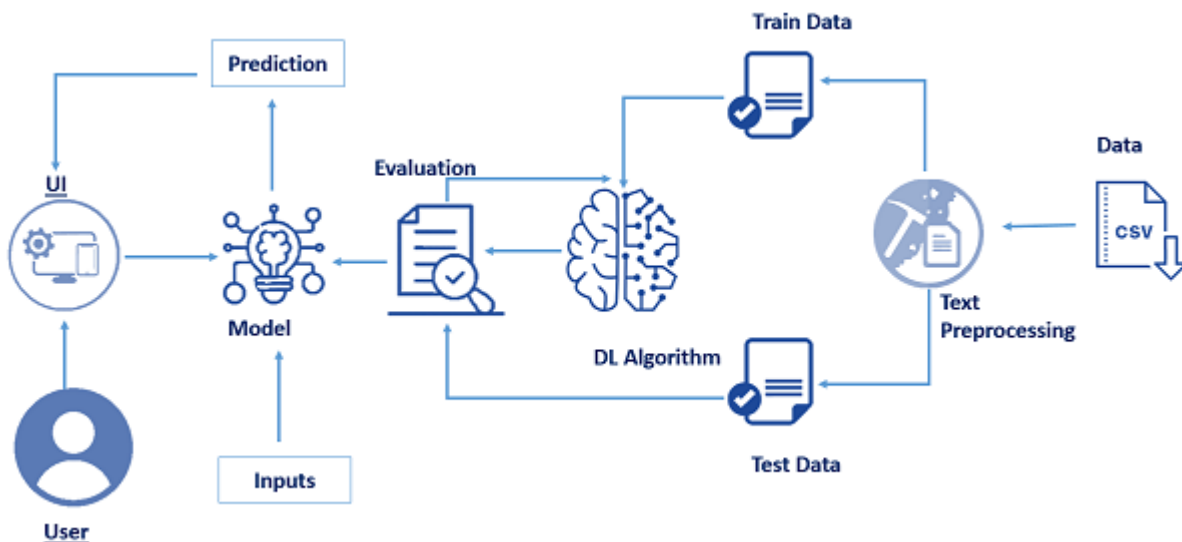 Train Data
Prediction
Data
Evaluation
UI
CSV
Text
Preprocessing
Model
DL Algorithm
Test Data
Inputs
User